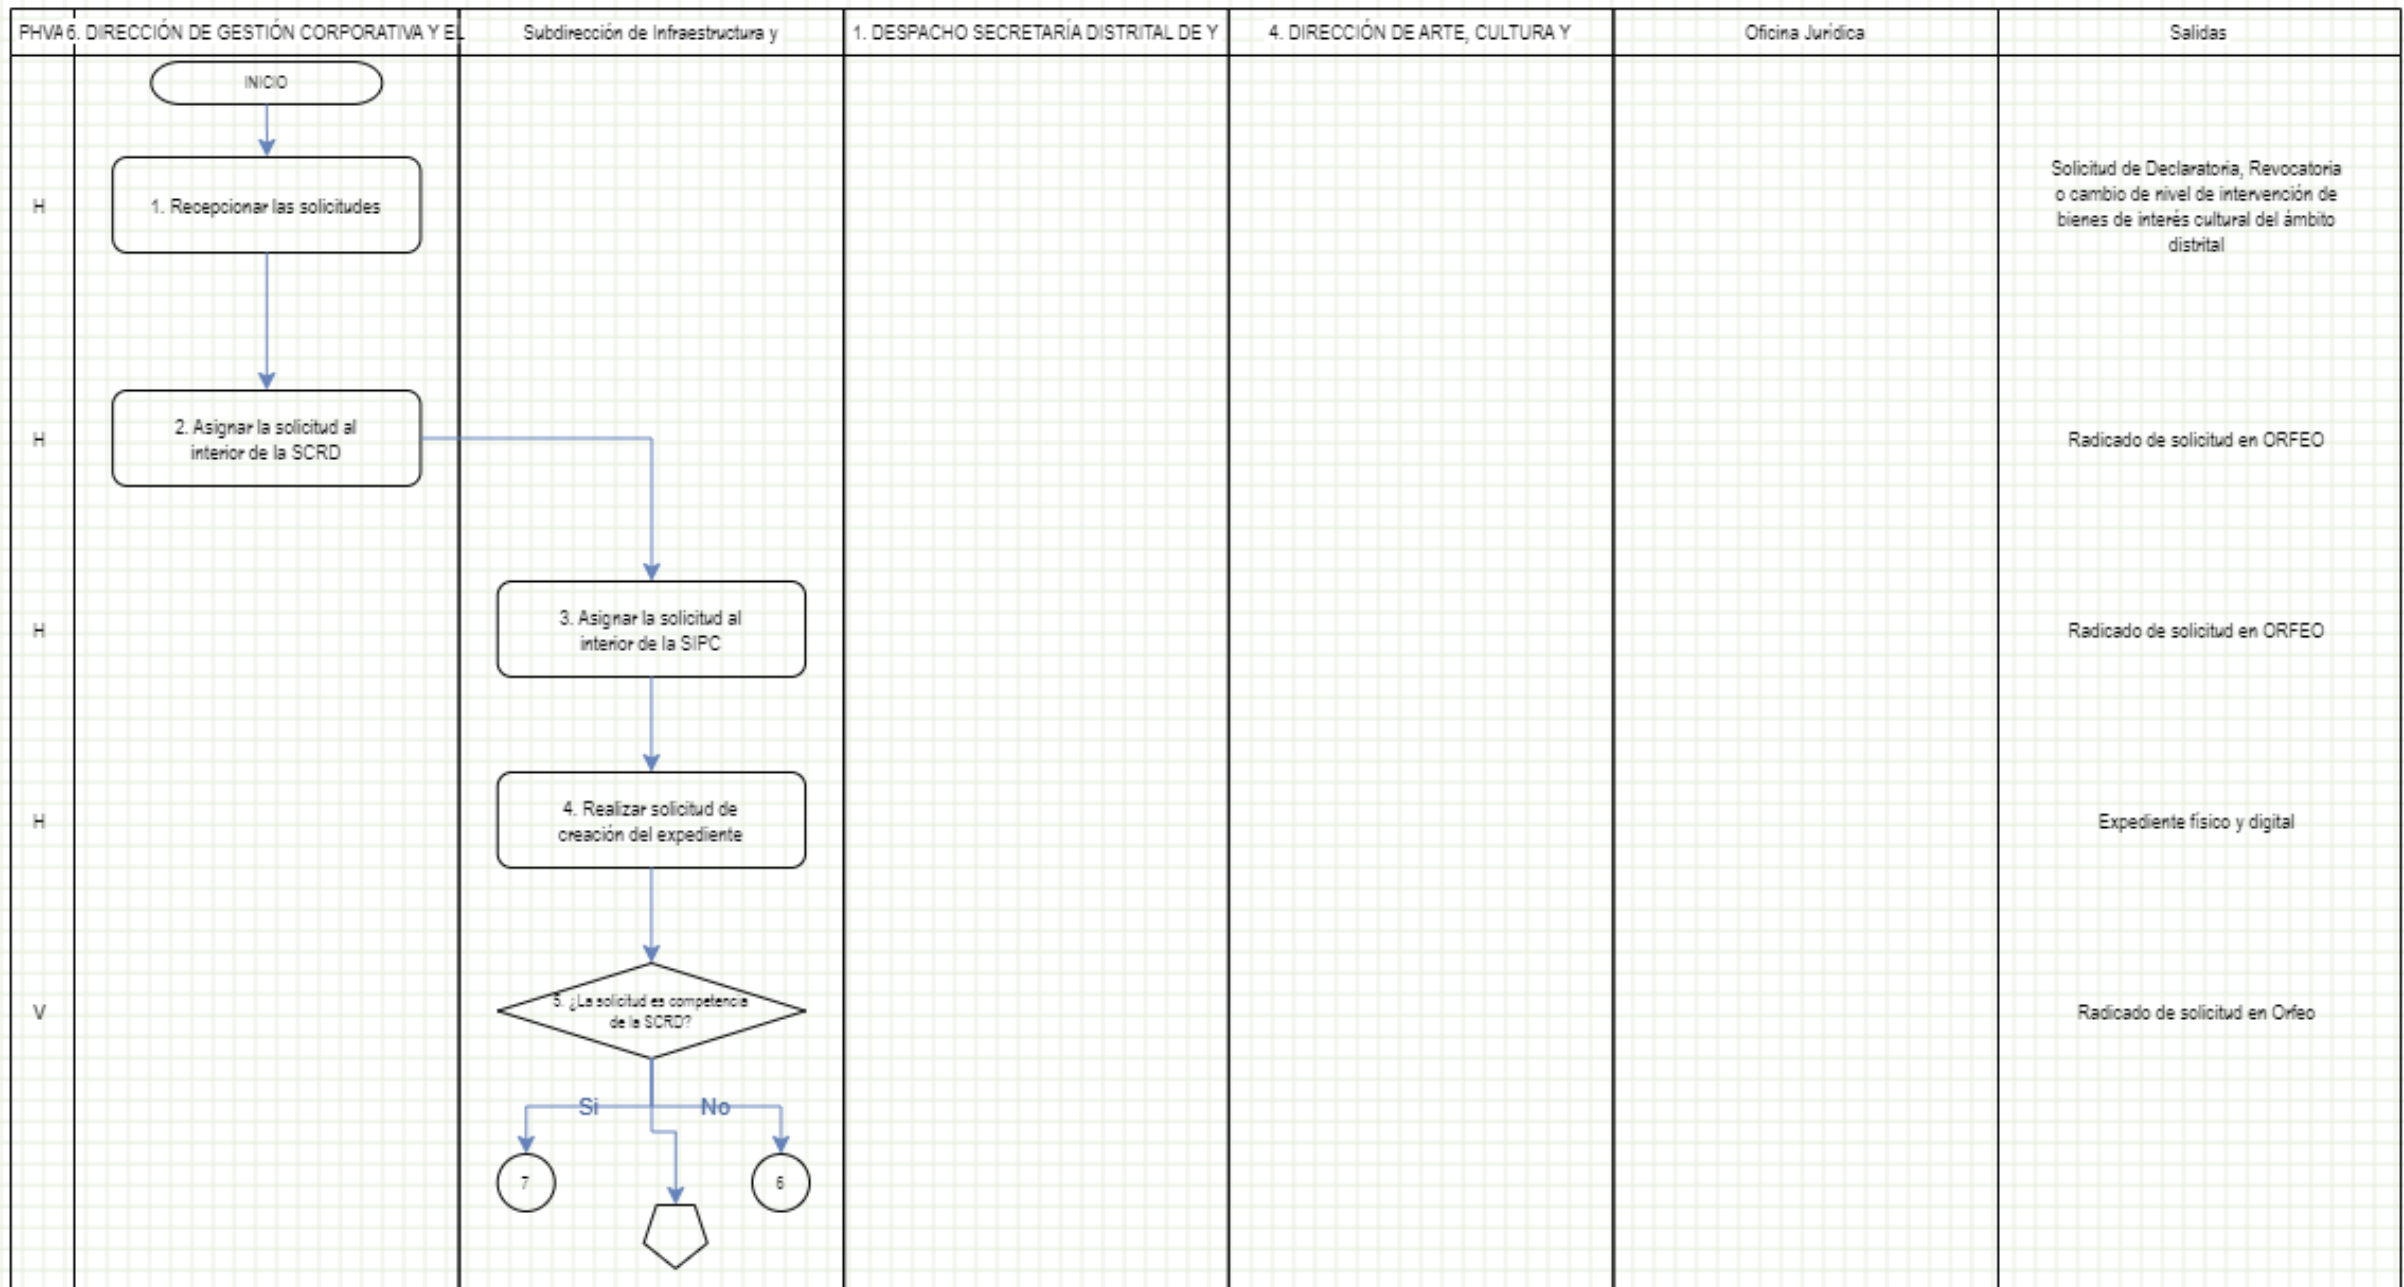 PHVA 6. DIRECCIÓN DE GESTIÓN CORPORATIVA Y EL
Subdirección de Infraestructura y
1. DESPACHO SECRETARÍA DISTRITAL DE Y
4. DIRECCIÓN DE ARTE, CULTURA Y
Oficina Jurídica
Salidas
INICIO
H
1. Recepcionar las solicitudes
Solicitud de Declaratoria, Revocatoria
o cambio de nivel de intervención de
bienes de interés cultural del ámbito
distrital
H
2. Asignar la solicitud al
interior de la SCRD
Radicado de solicitud en ORFEO
H
3. Asignar la solicitud al
interior de la SIPC
Radicado de solicitud en ORFEO
H
4. Realizar solicitud de
creación del expediente
Expediente físico y digital
V
5. ¿La solicitud es competencia
de la SCRD?
Radicado de solicitud en Orfeo
Si
No
7
6